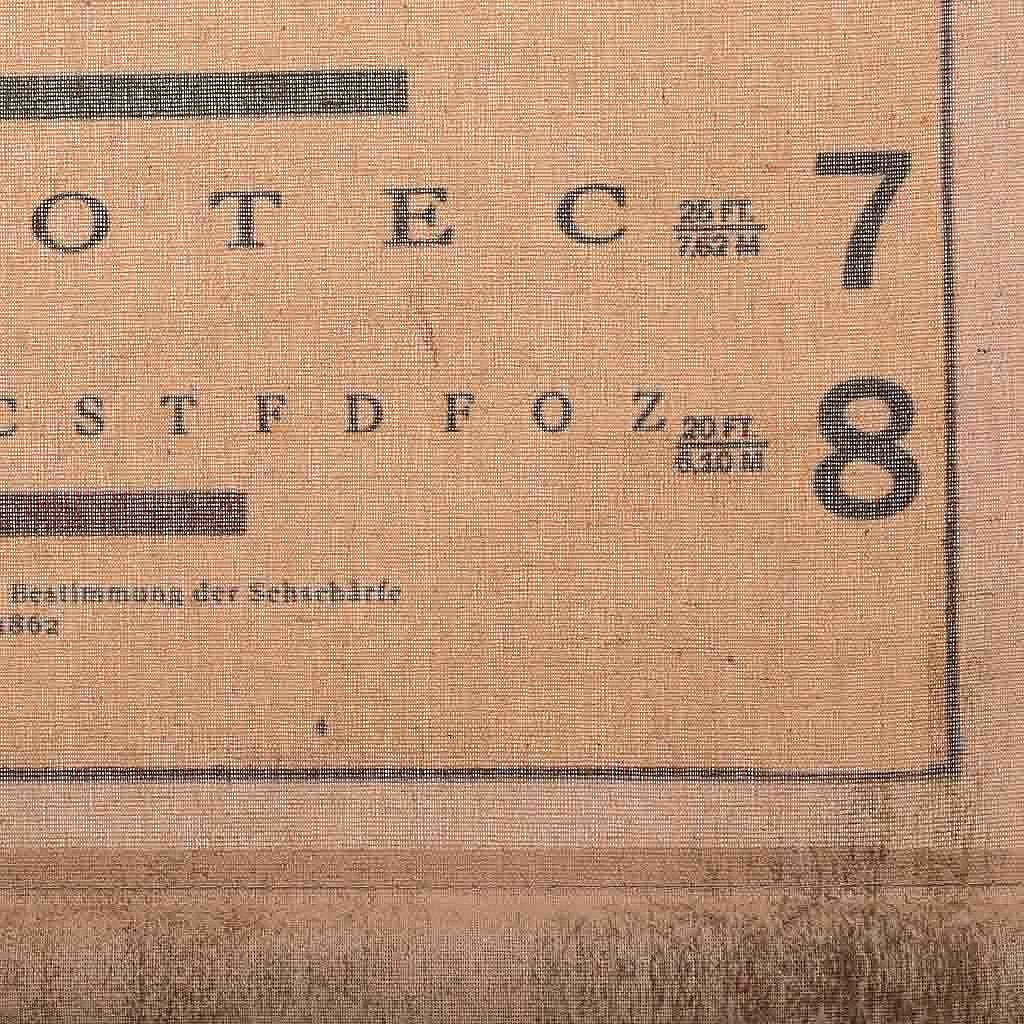 O T E C 25 FT. 7
7.62 M
C S T F D F O Z 20 FT. 8
6.10 M
Bestimmung der Sehschärfe
1862